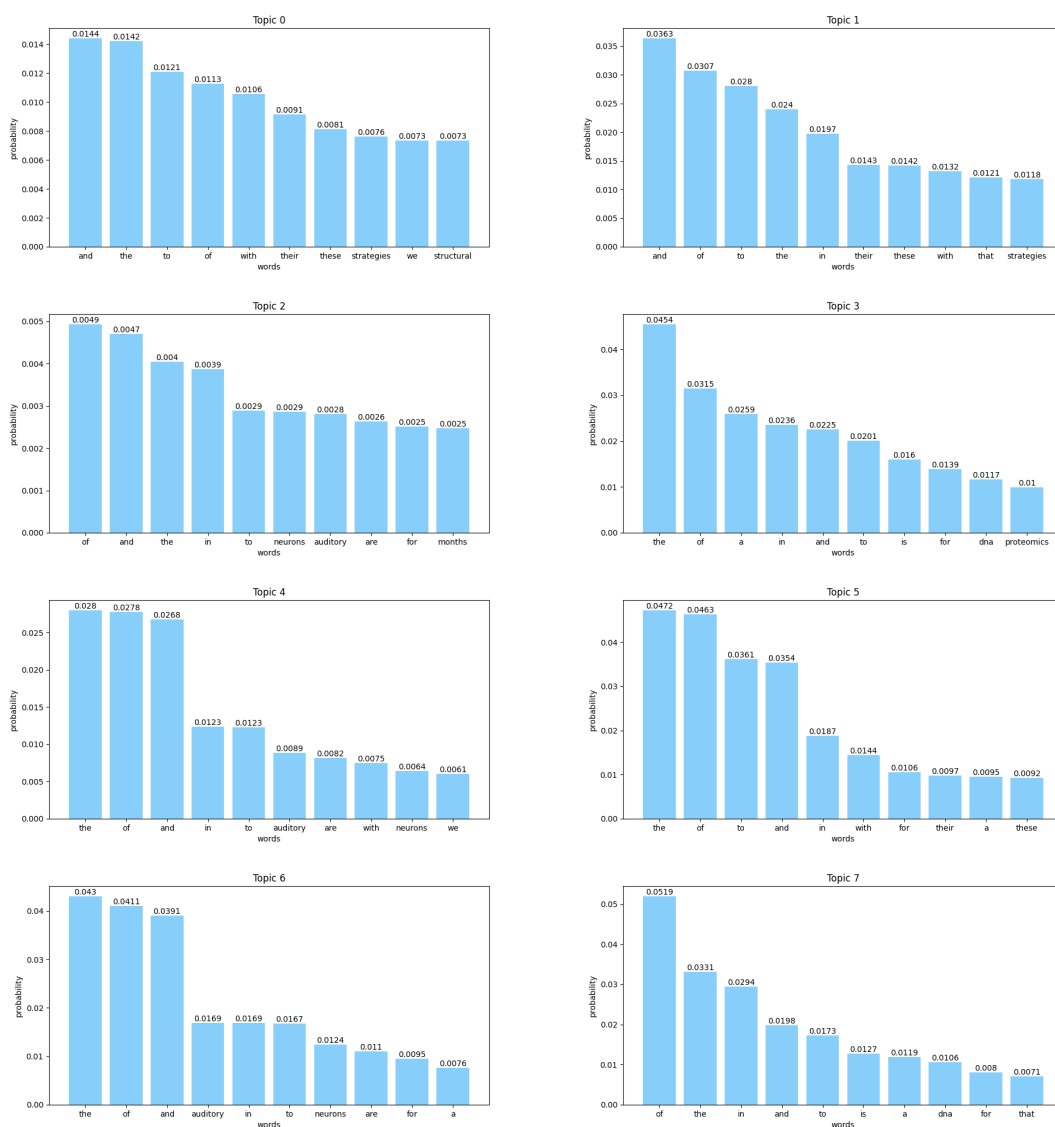 Topic 0
0.0144 0.0142 0.0121 0.0113 0.0106 0.0091 0.0081 0.0076 0.0073 0.0073
0.014
0.012
0.010
0.008
0.006
0.004
0.002
0.000
probability
and the to of with their these strategies we structural
words
Topic 1
0.0363 0.0307 0.028 0.024 0.0197 0.0143 0.0142 0.0132 0.0121 0.0118
0.035
0.030
0.025
0.020
0.015
0.010
0.005
0.000
probability
and of to the in their these with that strategies
words
Topic 2
0.0049 0.0047 0.004 0.0039 0.0029 0.0029 0.0028 0.0026 0.0025 0.0025
0.005
0.004
0.003
0.002
0.001
0.000
probability
of and the in to neurons auditory are for months
words
Topic 3
0.0454 0.0315 0.0259 0.0236 0.0225 0.0201 0.016 0.0139 0.0117 0.01
0.04
0.03
0.02
0.01
0.00
probability
the of a in and to is for dna proteomics
words
Topic 4
0.028 0.0278 0.0268 0.0123 0.0123 0.0089 0.0082 0.0075 0.0064 0.0061
0.025
0.020
0.015
0.010
0.005
0.000
probability
the of and in to auditory are with neurons we
words
Topic 5
0.0472 0.0463 0.0361 0.0354 0.0187 0.0144 0.0106 0.0097 0.0095 0.0092
0.04
0.03
0.02
0.01
0.00
probability
the of to and in with for their a these
words
Topic 6
0.043 0.0411 0.0391 0.0169 0.0169 0.0167 0.0124 0.011 0.0095 0.0076
0.04
0.03
0.02
0.01
0.00
probability
the of and auditory in to neurons are for a
words
Topic 7
0.0519 0.0331 0.0294 0.0198 0.0173 0.0127 0.0119 0.0106 0.008 0.0071
0.05
0.04
0.03
0.02
0.01
0.00
probability
of the in and to is a dna for that
words